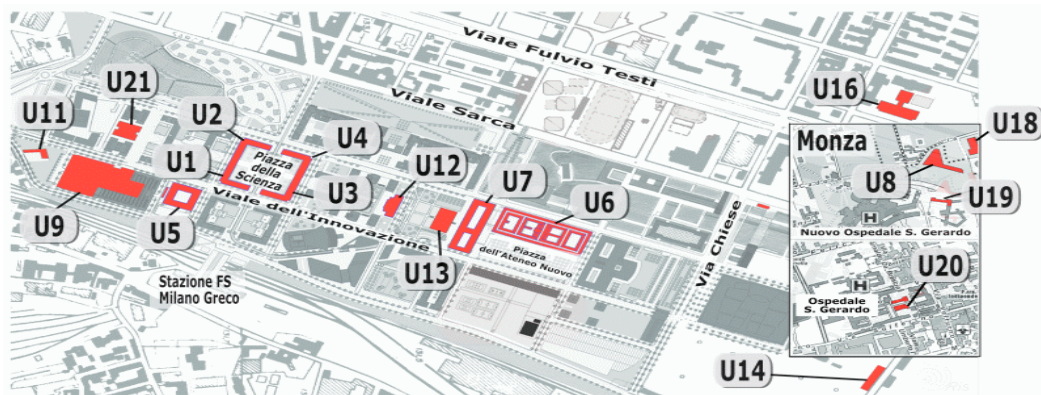 Viale Fulvio Testi
U16
U21
Viale Sarca
U11
U2
U4
U18
Monza
Piazza
della
Scienza
U12
U1
U7
U8
U3
U6
U19
U9
U5
Viale dell'Innovazione
Via Chiese
Nuovo Ospedale S. Gerardo
U13
Piazza
dell'Ateneo Nuovo
U20
Stazione FS
Milano Greco
Ospedale
S. Gerardo
H
H
U14